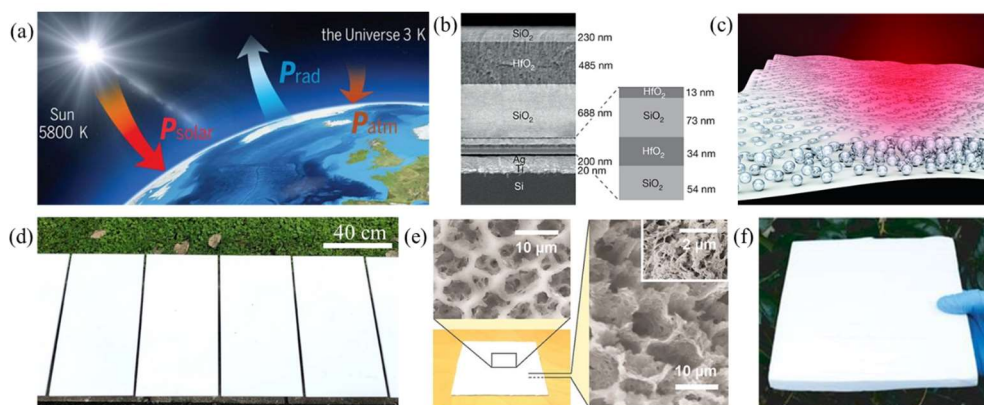 (a)
the Universe 3 K
Prad
Sun
5800 K
Psolar
Patm
(b)
SiO2
230 nm
HfO2
485 nm
SiO2
688 nm
Ag
200 nm
Ti
20 nm
Si
HfO2
13 nm
SiO2
73 nm
HfO2
34 nm
SiO2
54 nm
(c)
(d)
40 cm
(e)
10 μm
2 μm
10 μm
(f)